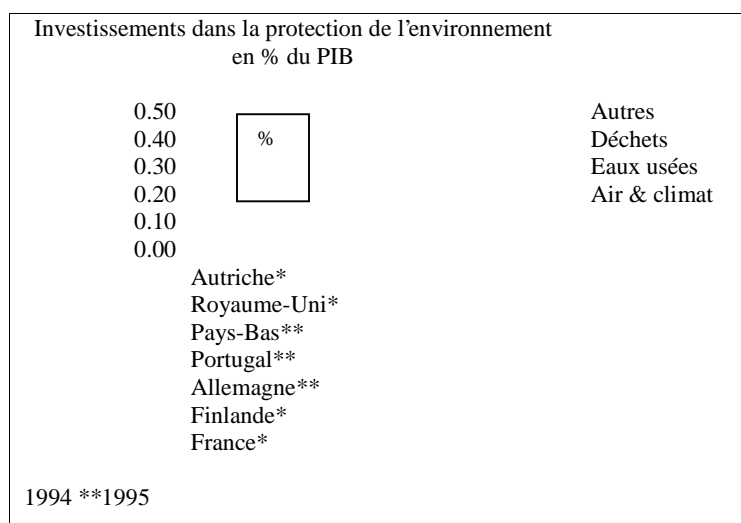 Investissements dans la protection de l'environnement
en % du PIB
0.50 Autres
0.40 % Déchets
0.30 Eaux usées
0.20 Air & climat
0.10
0.00
Autriche*
Royaume-Uni*
Pays-Bas**
Portugal**
Allemagne**
Finlande*
France*
1994 **1995